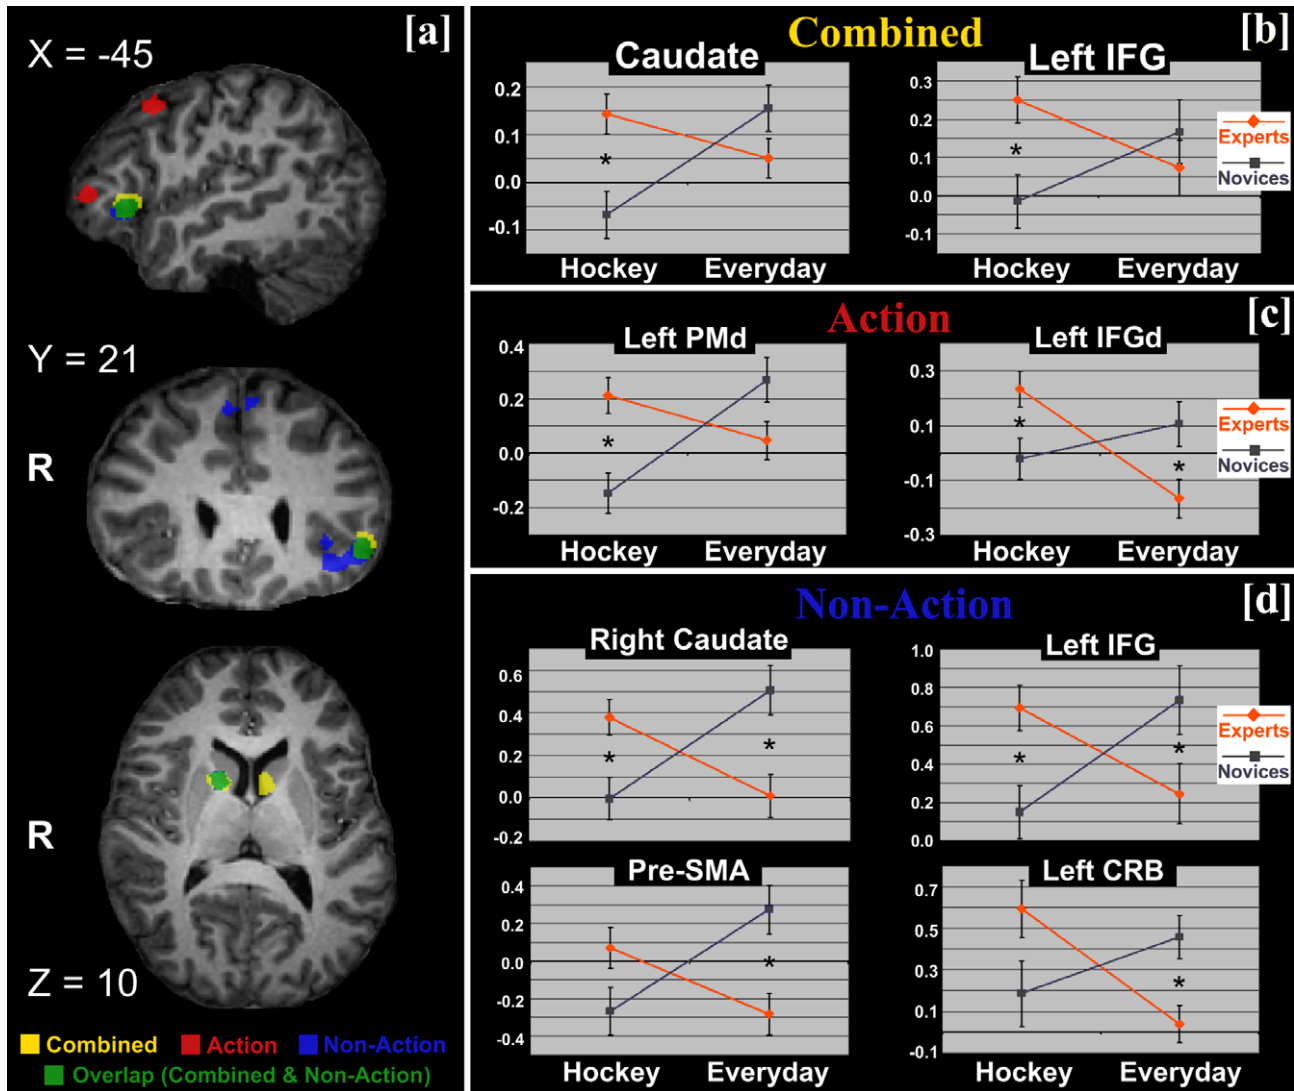 [a]
X = -45
Y = 21
R
R
Z = 10
Combined Action Non-Action
Overlap (Combined & Non-Action)
Combined [b]
Caudate
0.2
0.1
0.0
-0.1
Hockey Everyday
Left IFG
0.3
0.2
0.1
0.0
-0.1
Hockey Everyday
*
*
Experts
Novices
Action [c]
Left PMd
0.4
0.2
0.0
-0.2
Hockey Everyday
*
Left IFGd
0.3
0.1
-0.1
-0.3
Hockey Everyday
*
*
Experts
Novices
Non-Action [d]
Right Caudate
0.6
0.4
0.2
0.0
-0.2
*
*
Left IFG
1.0
0.8
0.6
0.4
0.2
0.0
*
*
Experts
Novices
Pre-SMA
0.4
0.2
0.0
-0.2
-0.4
*
Hockey Everyday
Left CRB
0.7
0.5
0.3
0.1
-0.1
*
Hockey Everyday